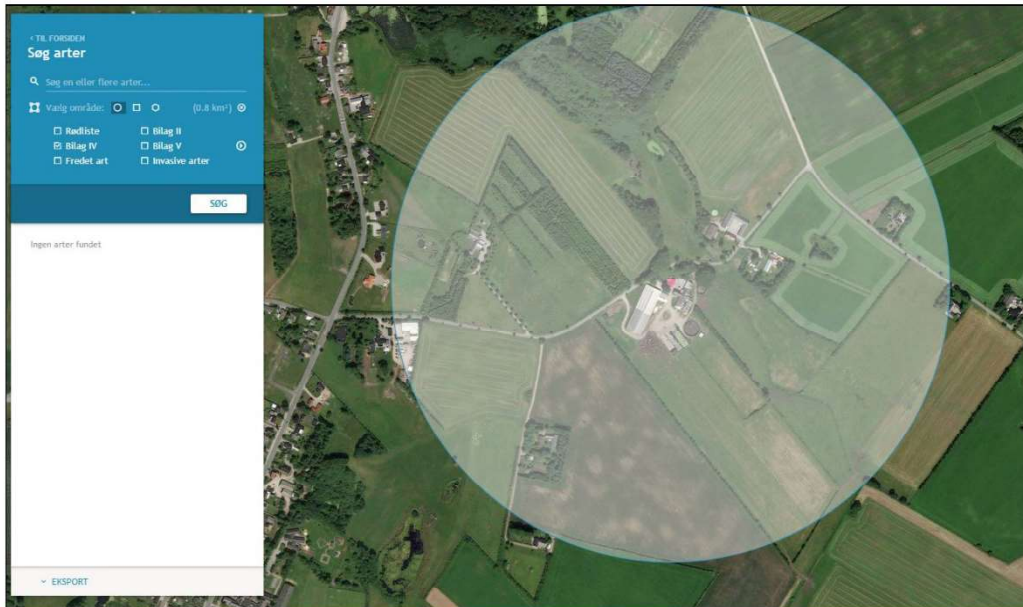 ‹ TIL FORSIDEN
Søg arter
Søg en eller flere arter...
Vælg område: (0.8 km²)
Rødliste Bilag II
Bilag IV Bilag V
Fredet art Invasive arter
SØG
Ingen arter fundet
EKSPORT